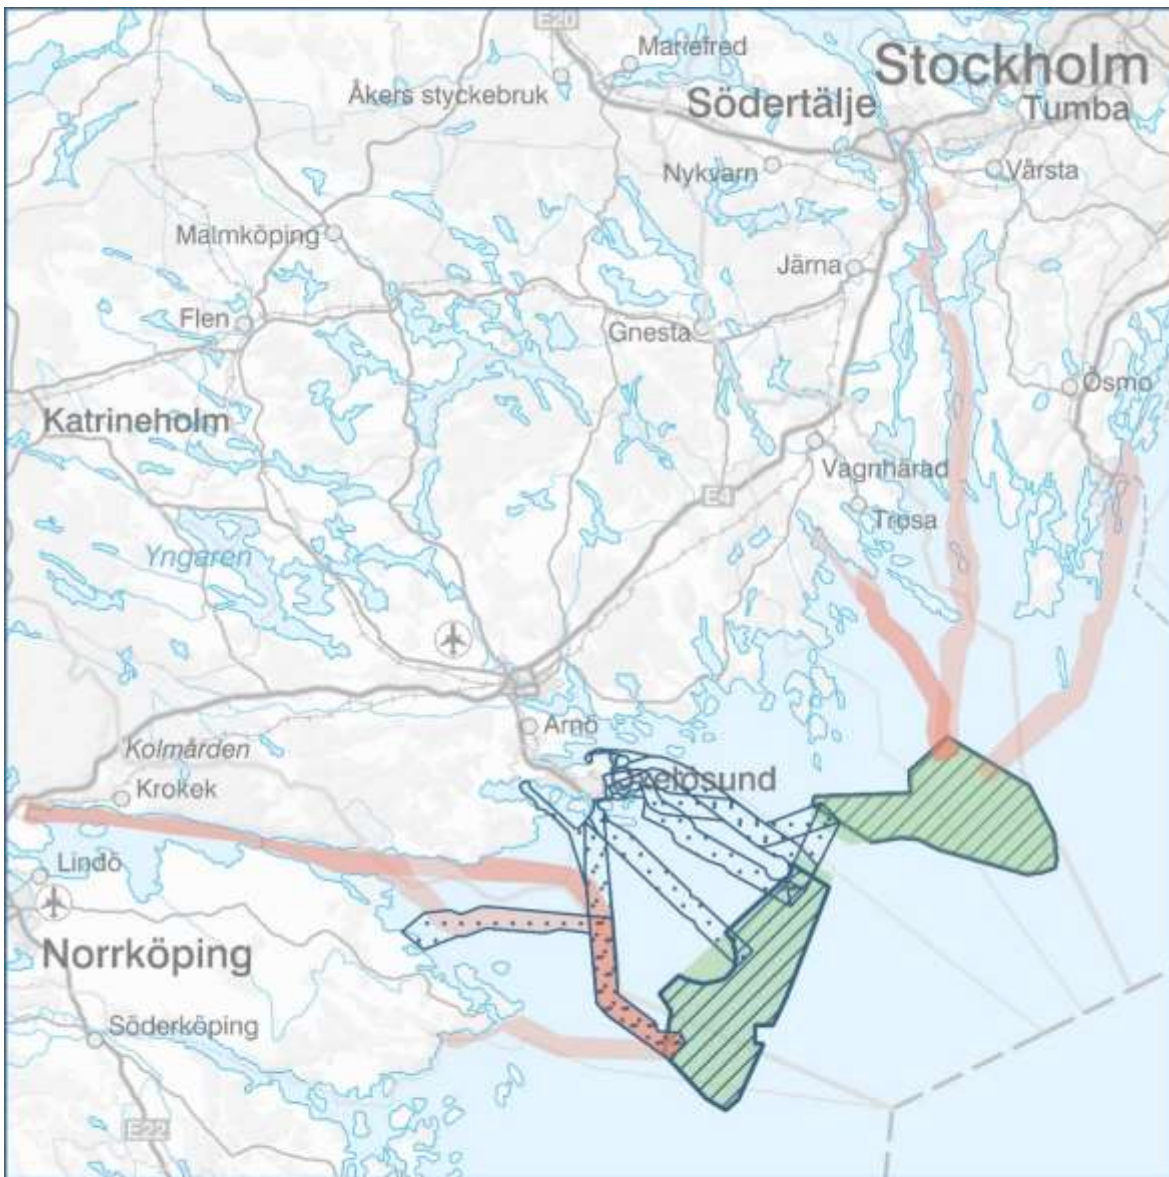 E20
Mariefred
Stockholm
Åkers styckebruk
Södertälje
Tumba
Nykvarn
Vårsta
Malmköping
Järna
Flen
Gnesta
Ösmo
Katrineholm
Vagnhärad
E4
Trosa
Yngaren
Arnö
Kolmården
Oxelösund
Krokek
Lindö
Norrköping
Söderköping
E22